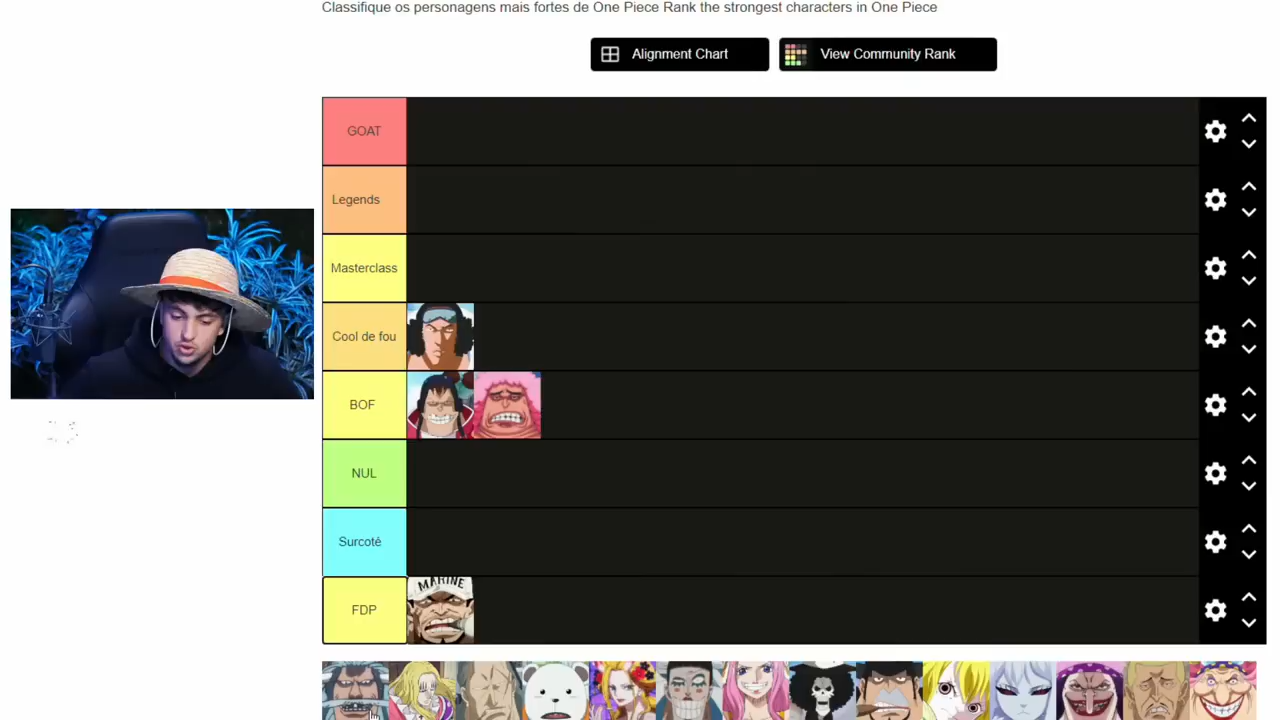 Classifique os personagens mais fortes de One Piece Rank the strongest characters in One Piece
Alignment Chart
View Community Rank
GOAT
Legends
Masterclass
Cool de fou
BOF
NUL
Surcoté
FDP
MARINE